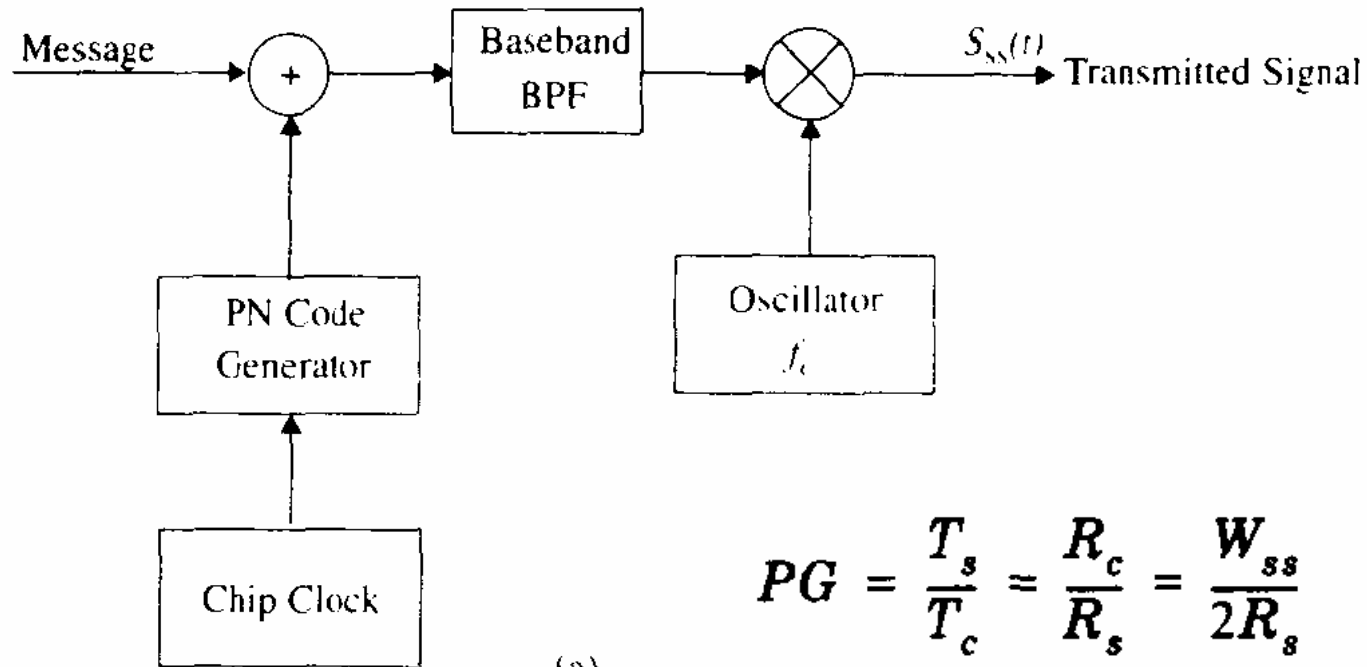 Message
+
Baseband
BPF
S_ss(t)
Transmitted Signal
PN Code
Generator
Oscillator
f_c
Chip Clock
PG = T_s/T_c = R_c/R_s = W_ss/2R_s
(a)